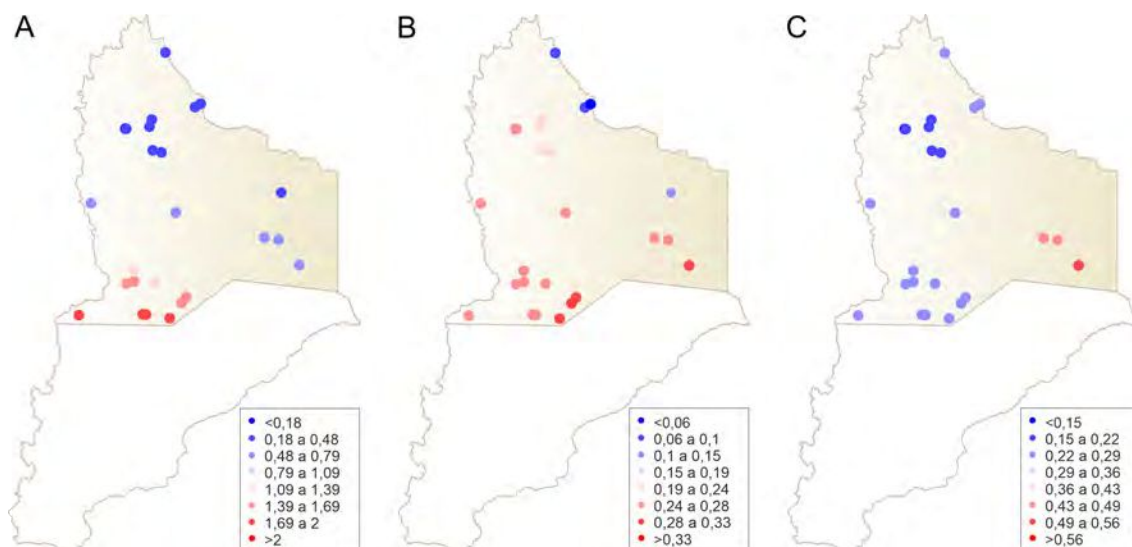 A
B
C
<0,18
0,18 a 0,48
0,48 a 0,79
0,79 a 1,09
1,09 a 1,39
1,39 a 1,69
1,69 a 2
>2
<0,06
0,06 a 0,1
0,1 a 0,15
0,15 a 0,19
0,19 a 0,24
0,24 a 0,28
0,28 a 0,33
>0,33
<0,15
0,15 a 0,22
0,22 a 0,29
0,29 a 0,36
0,36 a 0,43
0,43 a 0,49
0,49 a 0,56
>0,56